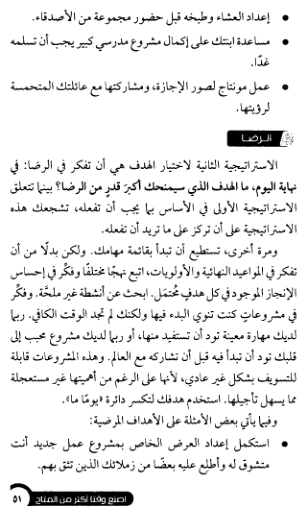 • إعداد العشاء وطبخه قبل حضور مجموعة من الأصدقاء.
• مساعدة ابنتك على إكمال مشروع مدرسي كبير يجب أن تسلمه
غدًا.
• عمل مونتاج لصور الإجازة، ومشاركتها مع عائلتك المتحمسة
لرؤيتها.
الرضا
الاستراتيجية الثانية لاختيار الهدف هي أن تفكر في الرضا: في
نهاية اليوم، ما الهدف الذي سيمنحك أكبرَ قدرٍ من الرضا؟ بينما تتعلق
الاستراتيجية الأولى في الأساس بما يجب أن تفعله، تشجعك هذه
الاستراتيجية على أن تركز على ما تريد أن تفعله.
ومرة أخرى، تستطيع أن تبدأ بقائمة مهامك. ولكن بدلًا من أن
تفكر في المواعيد النهائية والأولويات، اتبع نهجًا مختلفًا وفكِّر في إحساس
الإنجاز الموجود في كل هدفٍ مُحتمَل. ابحث عن أنشطة غير ملحَّة. وفكِّر
في مشروعاتٍ كنت تنوي البدء فيها ولكنك لم تجد الوقت الكافي. ربما
لديك مهارة معينة تود أن تستفيد منها، أو ربما لديك مشروع محبب إلى
قلبك تود أن تبدأ فيه قبل أن تشاركه مع العالم. وهذه المشروعات قابلة
للتسويف بشكل غير عادي، لأنها على الرغم من أهميتها غير مستعجلة
مما يسهل تأجيلها. استخدم هدفك لتكسر دائرة «يومًا ما».
وفيما يأتي بعض الأمثلة على الأهداف المرضية:
• استكمل إعداد العرض الخاص بمشروع عمل جديد أنت
متشوق له وأطلع عليه بعضًا من زملائك الذين تثق بهم.
اصنع وقتا أكثر من المتاح ٥١